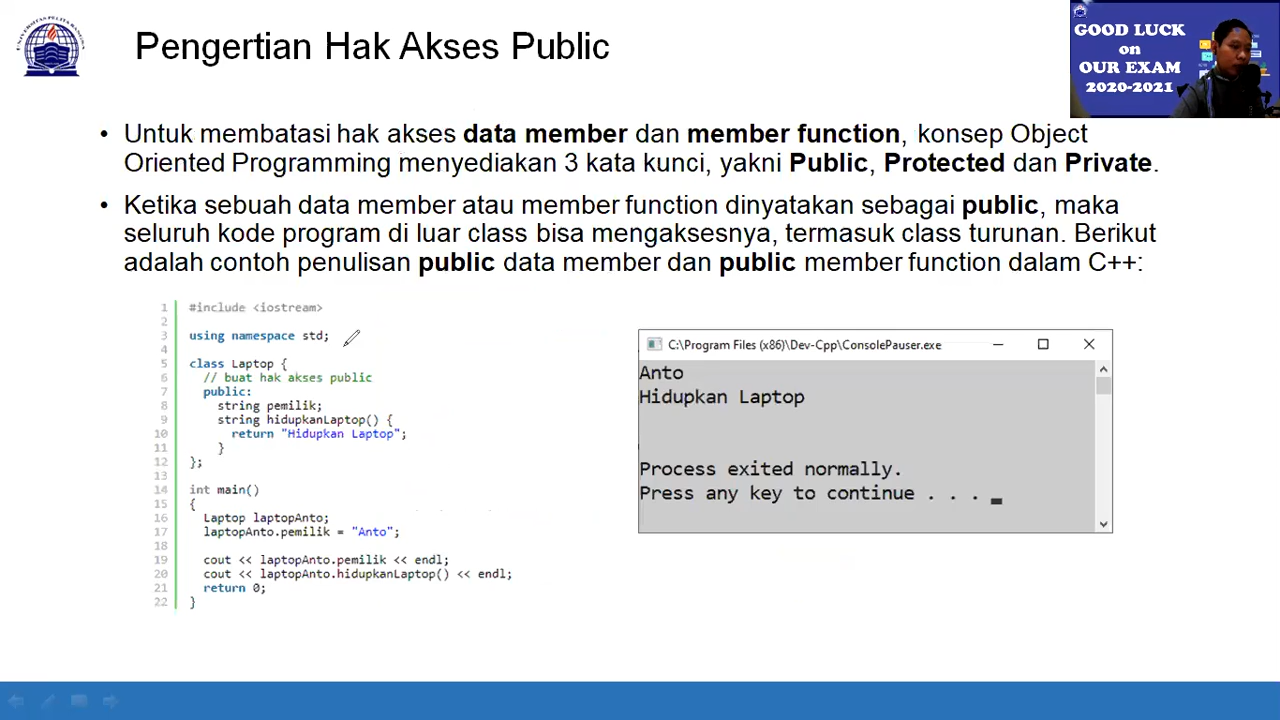 Pengertian Hak Akses Public
GOOD LUCK
on
OUR EXAM
2020-2021
• Untuk membatasi hak akses data member dan member function, konsep Object
Oriented Programming menyediakan 3 kata kunci, yakni Public, Protected dan Private.
• Ketika sebuah data member atau member function dinyatakan sebagai public, maka
seluruh kode program di luar class bisa mengaksesnya, termasuk class turunan. Berikut
adalah contoh penulisan public data member dan public member function dalam C++:
1 #include <iostream>
2
3 using namespace std;
4
5 class Laptop {
6 // buat hak akses public
7 public:
8 string pemilik;
9 string hidupkanLaptop() {
10 return "Hidupkan Laptop";
11 }
12 };
13
14 int main()
15 {
16 Laptop laptopAnto;
17 laptopAnto.pemilik = "Anto";
18
19 cout << laptopAnto.pemilik << endl;
20 cout << laptopAnto.hidupkanLaptop() << endl;
21 return 0;
22 }
C:\Program Files (x86)\Dev-Cpp\ConsolePauser.exe
Anto
Hidupkan Laptop
Process exited normally.
Press any key to continue . . .